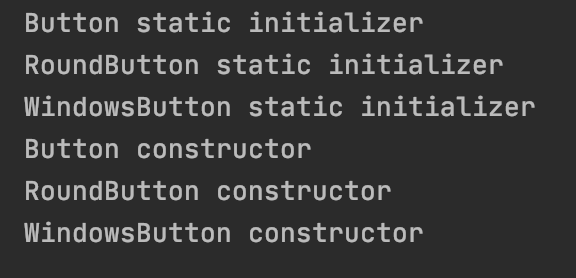 Button static initializer
RoundButton static initializer
WindowsButton static initializer
Button constructor
RoundButton constructor
WindowsButton constructor